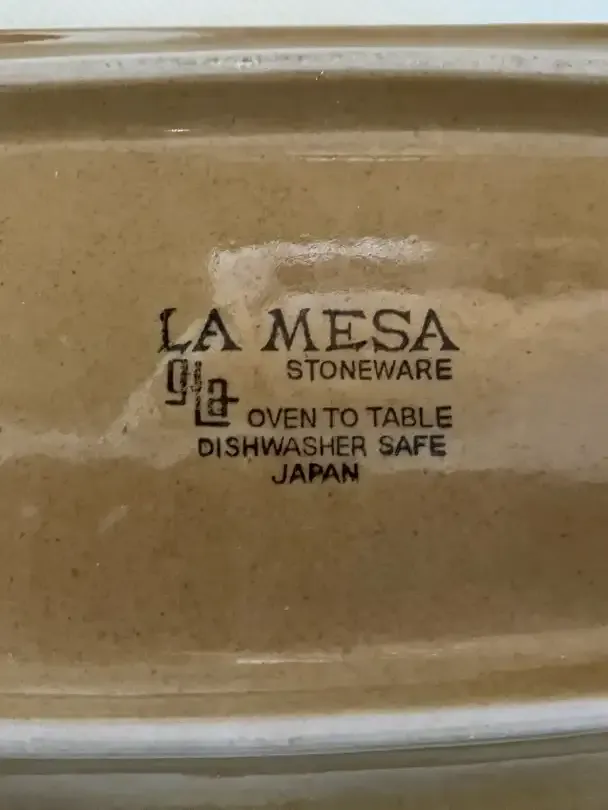 LA MESA
STONEWARE
OVEN TO TABLE
DISHWASHER SAFE
JAPAN